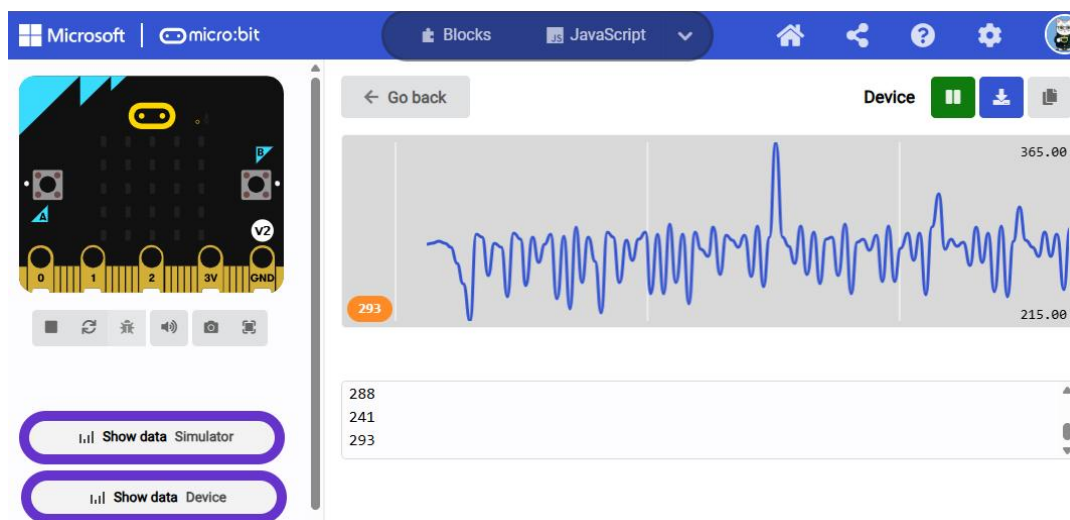 Microsoft micro:bit Blocks JS JavaScript
Go back Device
365.00
B
A
V2
0 1 2 3V GND
293
215.00
288
241
293
Show data Simulator
Show data Device